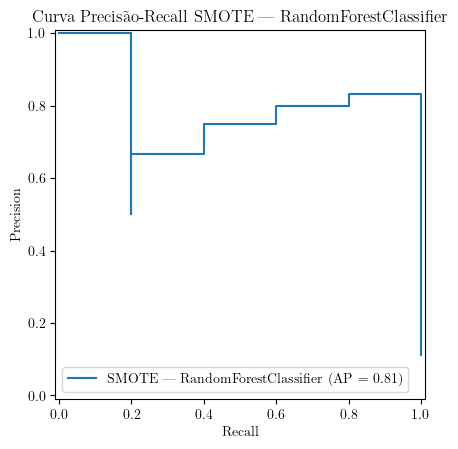 Curva Precisão-Recall SMOTE — RandomForestClassifier
1.0
0.8
0.6
0.4
0.2
0.0
Precision
SMOTE — RandomForestClassifier (AP = 0.81)
0.0 0.2 0.4 0.6 0.8 1.0
Recall